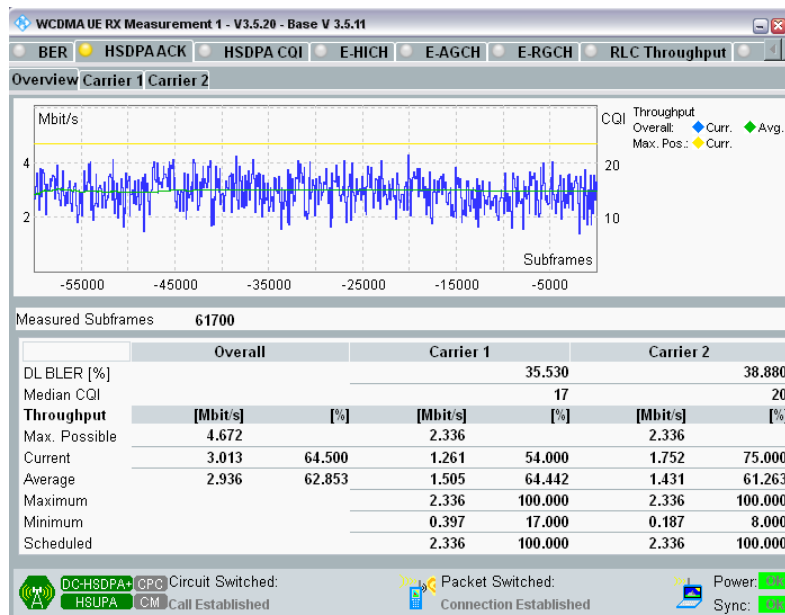 WCDMA UE RX Measurement 1 - V3.5.20 - Base V 3.5.11
BER HSDPA ACK HSDPA CQI E-HICH E-AGCH E-RGCH RLC Throughput
Overview Carrier 1 Carrier 2
Mbit/s CQI Throughput
Overall: Curr. Avg.
Max. Pos.: Curr.
4 20
2 10
Subframes
-55000 -45000 -35000 -25000 -15000 -5000
Measured Subframes 61700
Overall Carrier 1 Carrier 2
DL BLER [%] 35.530 38.880
Median CQI 17 20
Throughput [Mbit/s] [%] [Mbit/s] [%] [Mbit/s] [%]
Max. Possible 4.672 2.336 2.336
Current 3.013 64.500 1.261 54.000 1.752 75.000
Average 2.936 62.853 1.505 64.442 1.431 61.263
Maximum 2.336 100.000 2.336 100.000
Minimum 0.397 17.000 0.187 8.000
Scheduled 2.336 100.000 2.336 100.000
DC-HSDPA+ CPC Circuit Switched: Packet Switched: Power: Ok
HSUPA CM Call Established Connection Established Sync: Ok